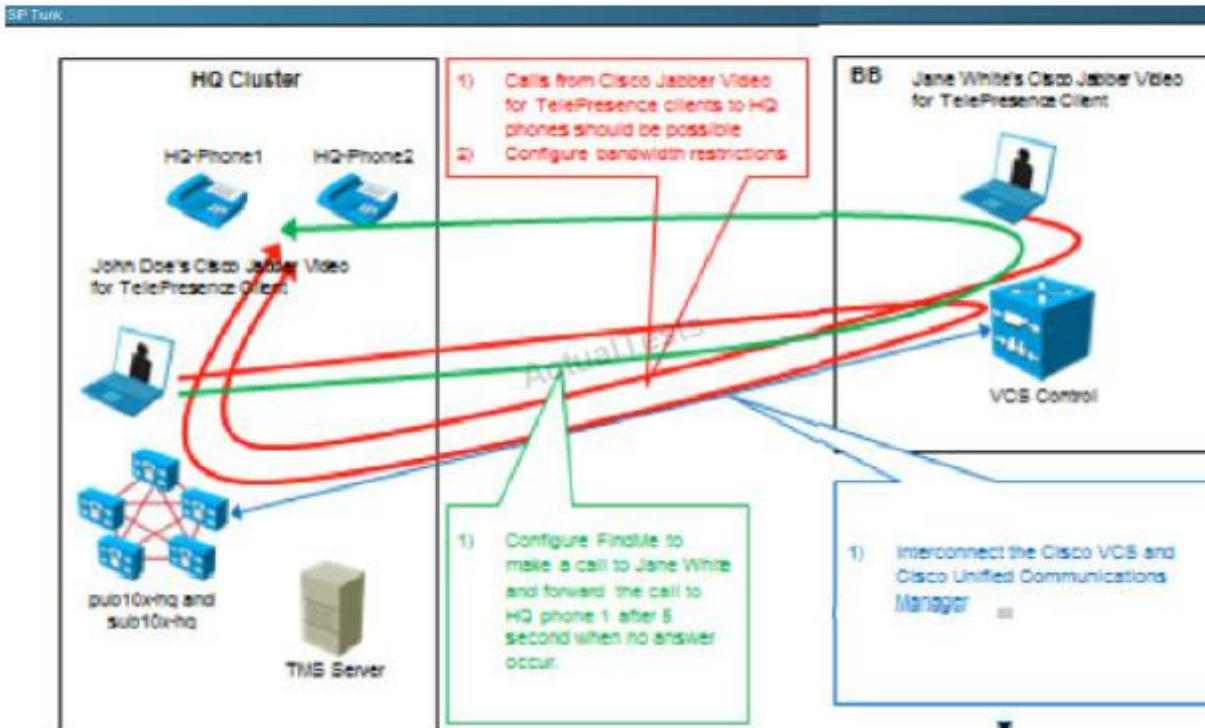 SIP Trunk
HQ Cluster
HQ-Phone1
HQ-Phone2
John Doe's Cisco Jabber Video
for TelePresence Client
pub10x-hq and
sub10x-hq
TMS Server
1) Calls from Cisco Jabber Video
for TelePresence clients to HQ
phones should be possible
2) Configure bandwidth restrictions
ActualTests
1) Configure FindMe to
make a call to Jane White
and forward the call to
HQ phone 1 after 5
second when no answer
occur.
BB
Jane White's Cisco Jabber Video
for TelePresence Client
VCS Control
1) Interconnect the Cisco VCS and
Cisco Unified Communications
Manager